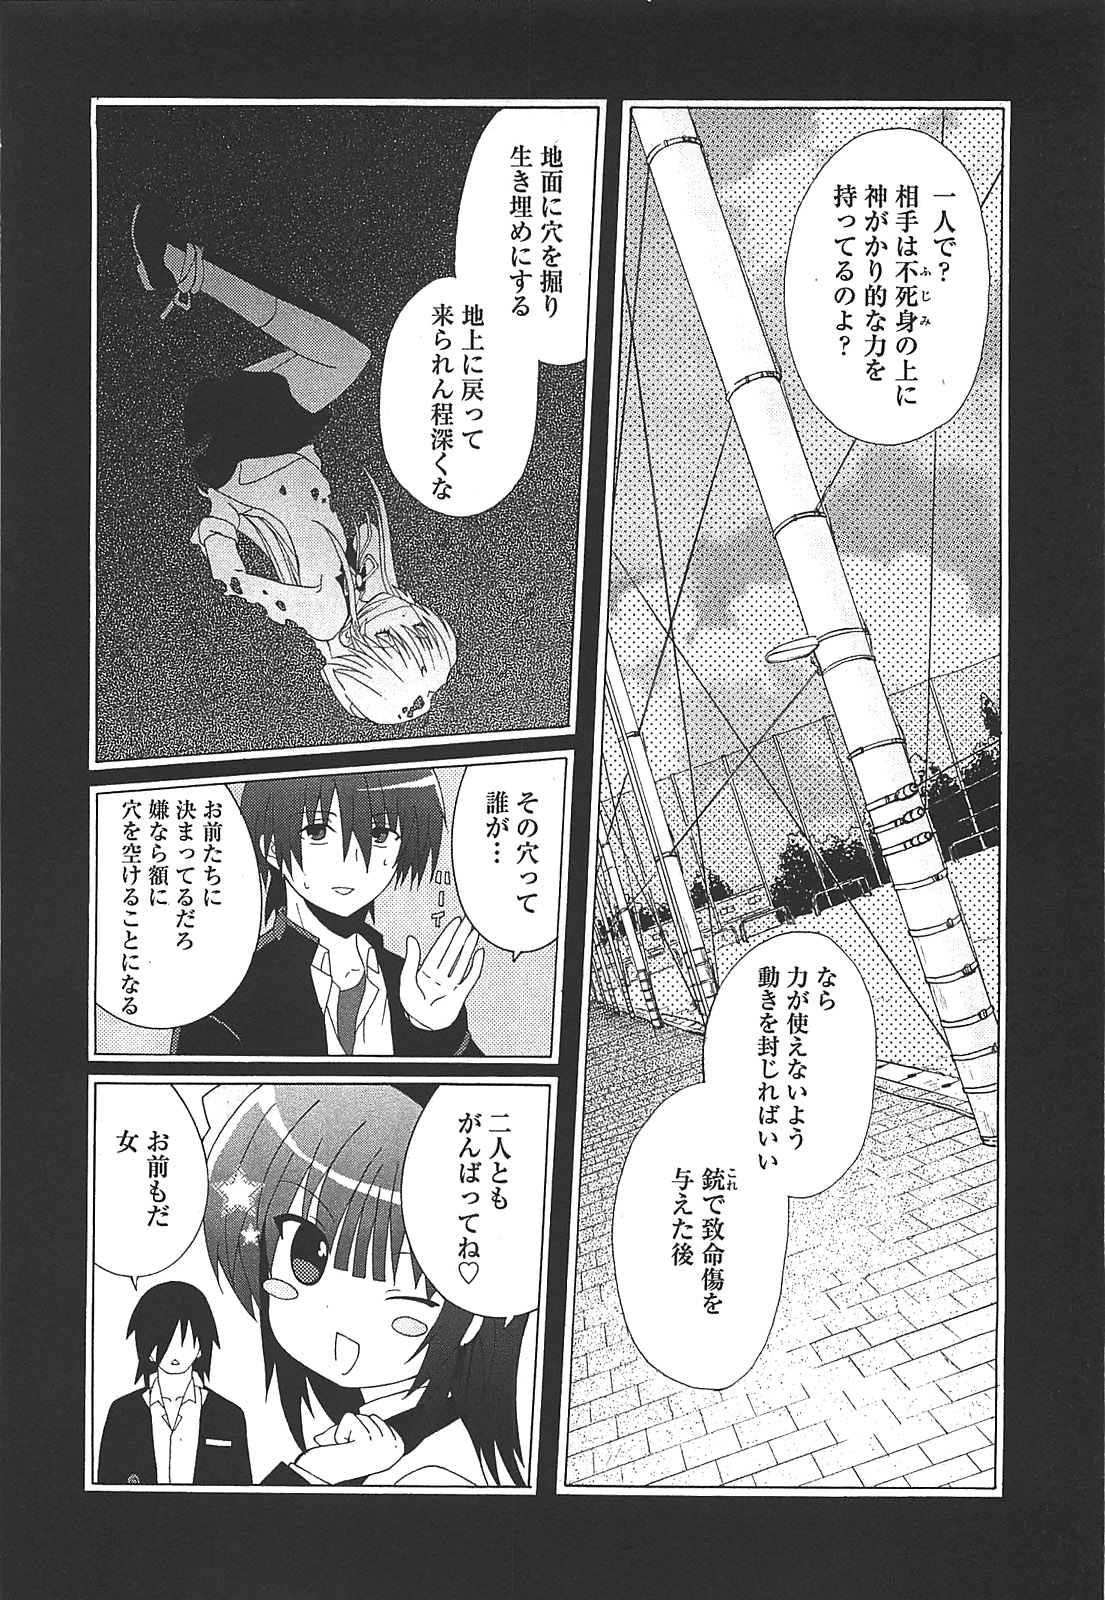 一人で?
相手は不死身の上に
ふじみ
神がかり的な力を
持ってるのよ?
なら
力が使えないよう
動きを封じればいい
銃で致命傷を
これ
与えた後
地面に穴を掘り
生き埋めにする
地上に戻って
来られん程深くな
その穴って
誰が…
ハーイ
お前たちに
決まってるだろ
嫌なら額に
穴を空けることになる
二人とも
がんばってね♡
お前もだ
女